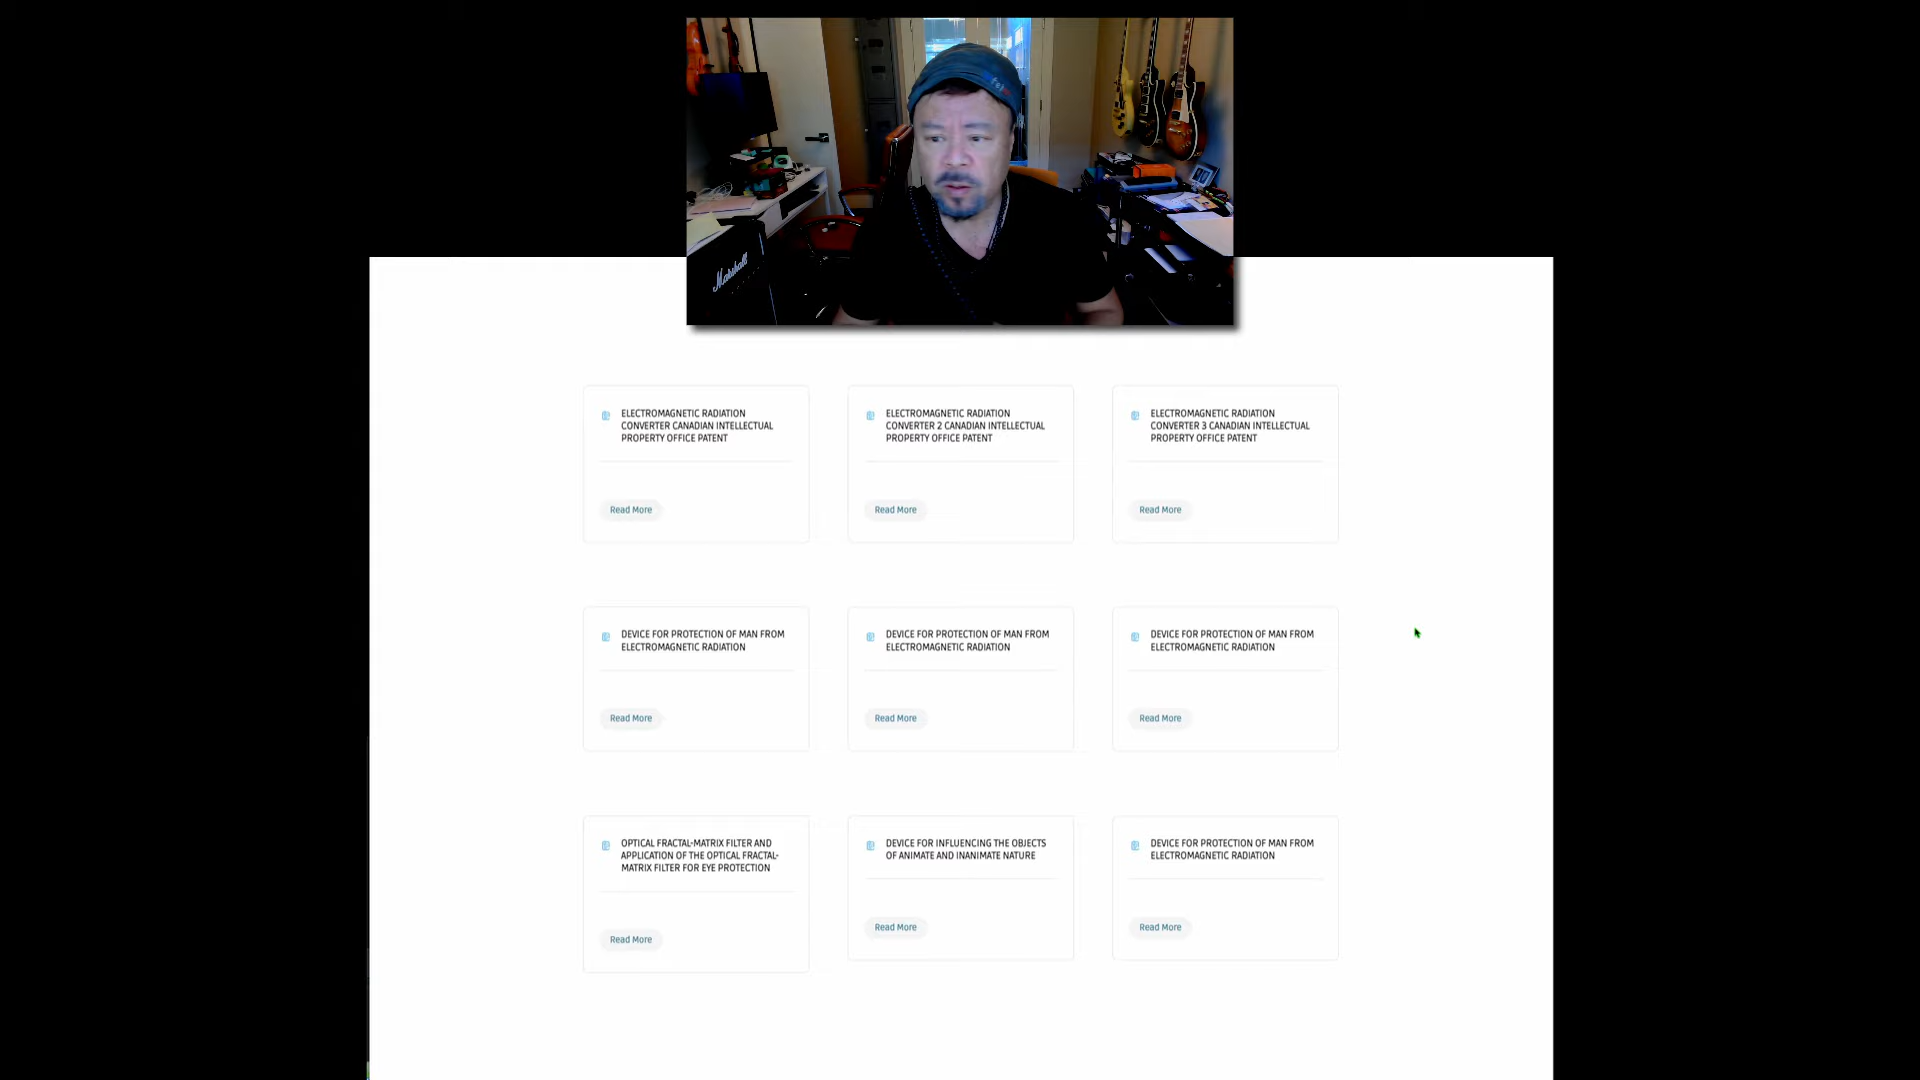 Marshall
ELECTROMAGNETIC RADIATION
CONVERTER CANADIAN INTELLECTUAL
PROPERTY OFFICE PATENT
Read More
ELECTROMAGNETIC RADIATION
CONVERTER 2 CANADIAN INTELLECTUAL
PROPERTY OFFICE PATENT
Read More
ELECTROMAGNETIC RADIATION
CONVERTER 3 CANADIAN INTELLECTUAL
PROPERTY OFFICE PATENT
Read More
DEVICE FOR PROTECTION OF MAN FROM
ELECTROMAGNETIC RADIATION
Read More
DEVICE FOR PROTECTION OF MAN FROM
ELECTROMAGNETIC RADIATION
Read More
DEVICE FOR PROTECTION OF MAN FROM
ELECTROMAGNETIC RADIATION
Read More
OPTICAL FRACTAL-MATRIX FILTER AND
APPLICATION OF THE OPTICAL FRACTAL-
MATRIX FILTER FOR EYE PROTECTION
Read More
DEVICE FOR INFLUENCING THE OBJECTS
OF ANIMATE AND INANIMATE NATURE
Read More
DEVICE FOR PROTECTION OF MAN FROM
ELECTROMAGNETIC RADIATION
Read More